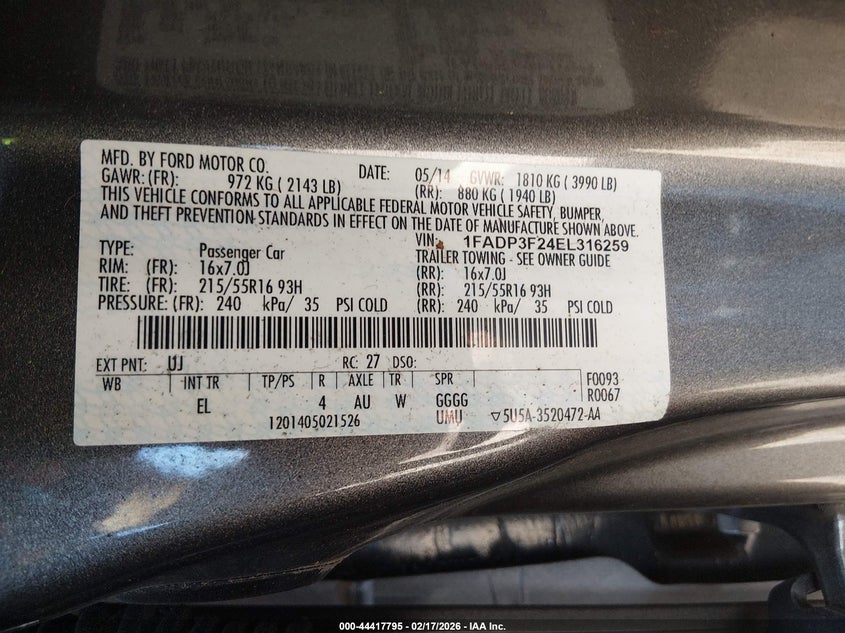 MFD. BY FORD MOTOR CO. DATE: 05/14 GVWR: 1810 KG ( 3990 LB)
GAWR: (FR): 972 KG ( 2143 LB) (RR): 880 KG ( 1940 LB)
THIS VEHICLE CONFORMS TO ALL APPLICABLE FEDERAL MOTOR VEHICLE SAFETY, BUMPER,
AND THEFT PREVENTION STANDARDS IN EFFECT ON THE DATE OF MANUFACTURE SHOWN ABOVE.
VIN: 1FADP3F24EL316259
TYPE: Passenger Car TRAILER TOWING - SEE OWNER GUIDE
RIM: (FR): 16x7.0J (RR): 16x7.0J
TIRE: (FR): 215/55R16 93H (RR): 215/55R16 93H
PRESSURE: (FR): 240 kPa/ 35 PSI COLD (RR): 240 kPa/ 35 PSI COLD
EXT PNT: UJ RC: 27 DSO:
WB INT TR TP/PS R AXLE TR SPR F0093
EL 4 AU W GGGG R0067
1201405021526 UMU ▽5U5A-3520472-AA
000-44417795 - 02/17/2026 - IAA Inc.